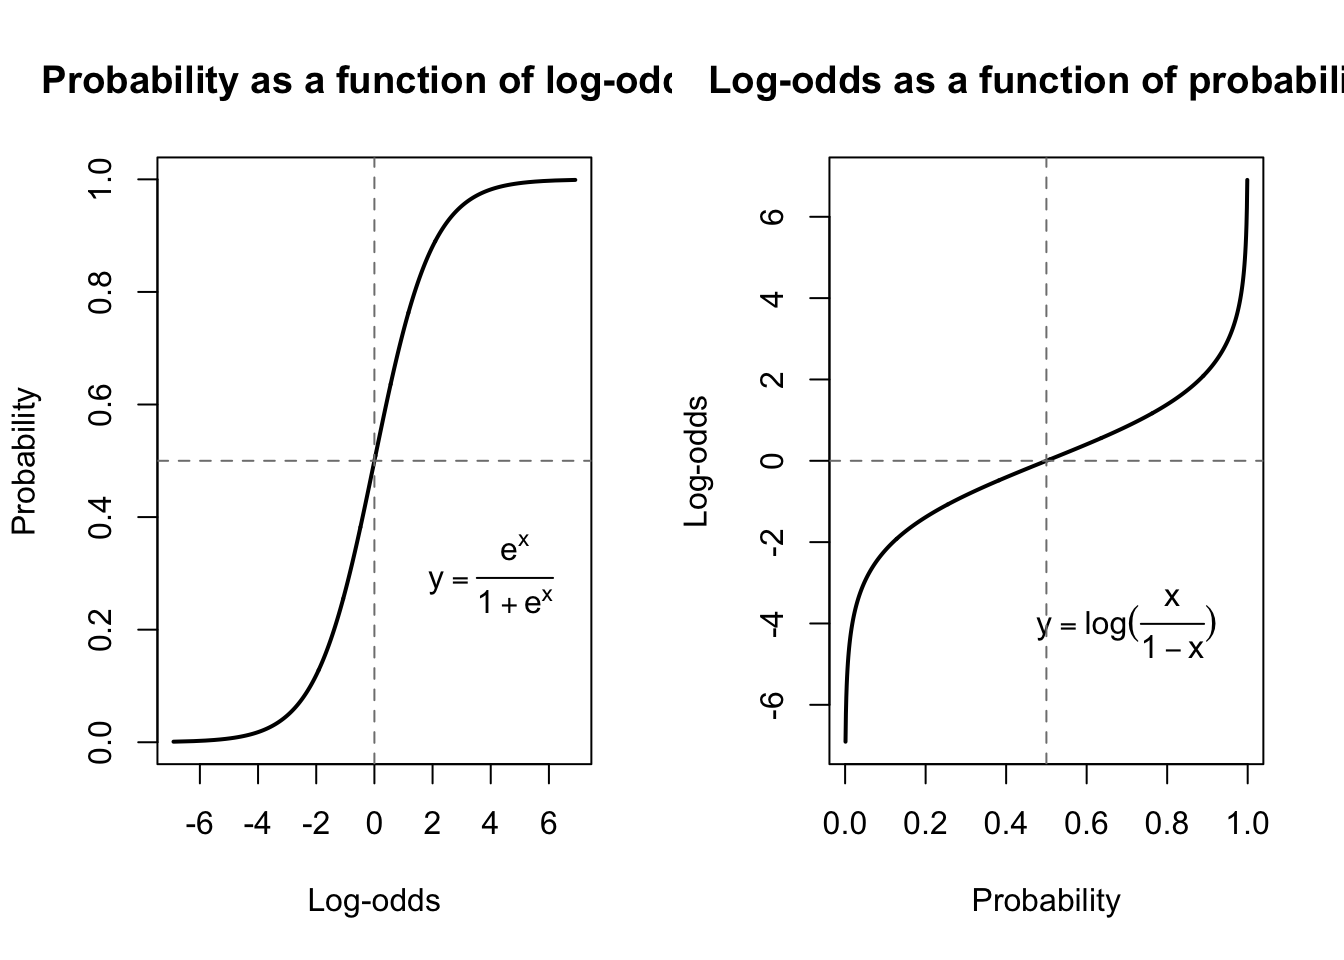 Probability as a function of log-odd
Probability
1.0
0.8
0.6
0.4
0.2
0.0
y = e^x / (1 + e^x)
-6 -4 -2 0 2 4 6
Log-odds
Log-odds as a function of probabili
Log-odds
6
4
2
0
-2
-4
-6
y = log(x / (1 − x))
0.0 0.2 0.4 0.6 0.8 1.0
Probability